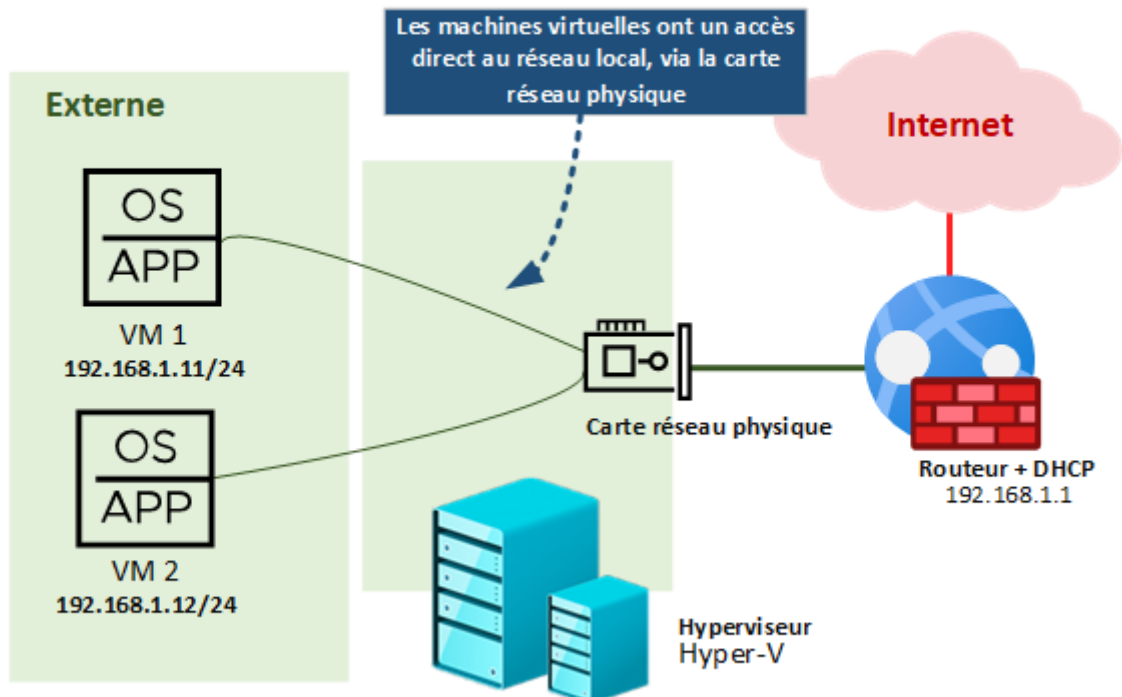 Les machines virtuelles ont un accès
direct au réseau local, via la carte
réseau physique
Externe
Internet
OS
APP
VM 1
192.168.1.11/24
OS
APP
VM 2
192.168.1.12/24
Carte réseau physique
Routeur + DHCP
192.168.1.1
Hyperviseur
Hyper-V